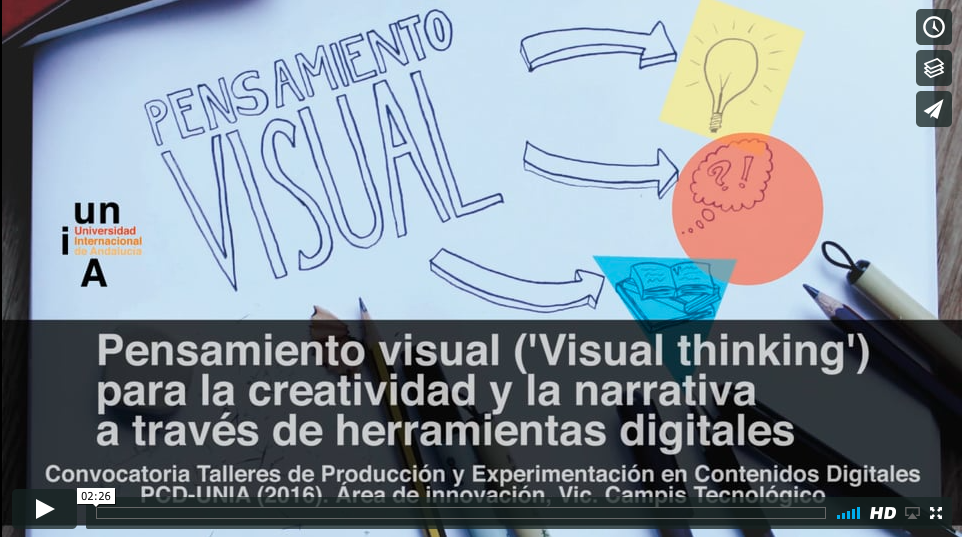 PENSAMIENTO
VISUAL
?!
un
i
A
Universidad
Internacional
de Andalucía
Pensamiento visual ('Visual thinking')
para la creatividad y la narrativa
a través de herramientas digitales
Convocatoria Talleres de Producción y Experimentación en Contenidos Digitales
PCD-UNIA (2016). Área de innovación, Vic. Campis Tecnológico
02:26
HD